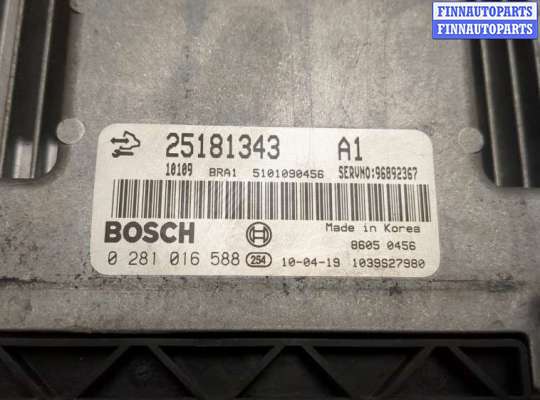 FINNAUTOPARTS
FINNAUTOPARTS
25181343 A1
10109 BRA1 5101090456 SERVNO:96892367
BOSCH Made in Korea
8605 0456
0 281 016 588 2S4 10-04-19 1039S27980